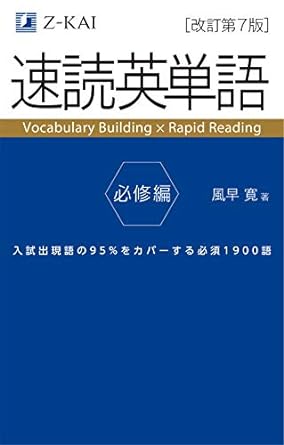 Z-KAI
[改訂第7版]
速読英単語
Vocabulary Building × Rapid Reading
必修編
風早 寛 著
入試出現語の95%をカバーする必須1900語